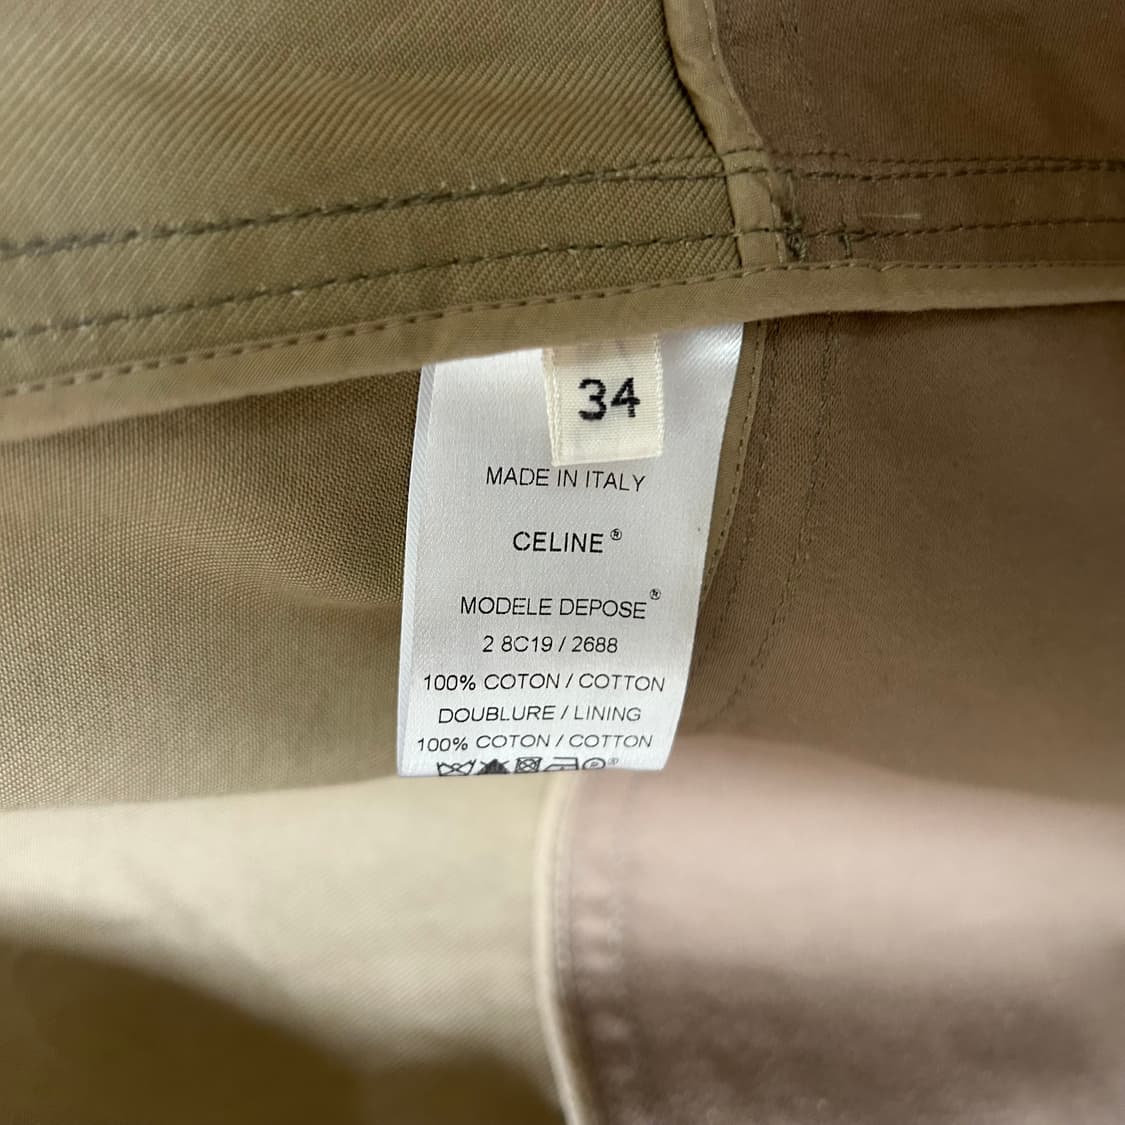 34
MADE IN ITALY
CELINE®
MODELE DEPOSE®
2 8C19 / 2688
100% COTON / COTTON
DOUBLURE / LINING
100% COTON / COTTON